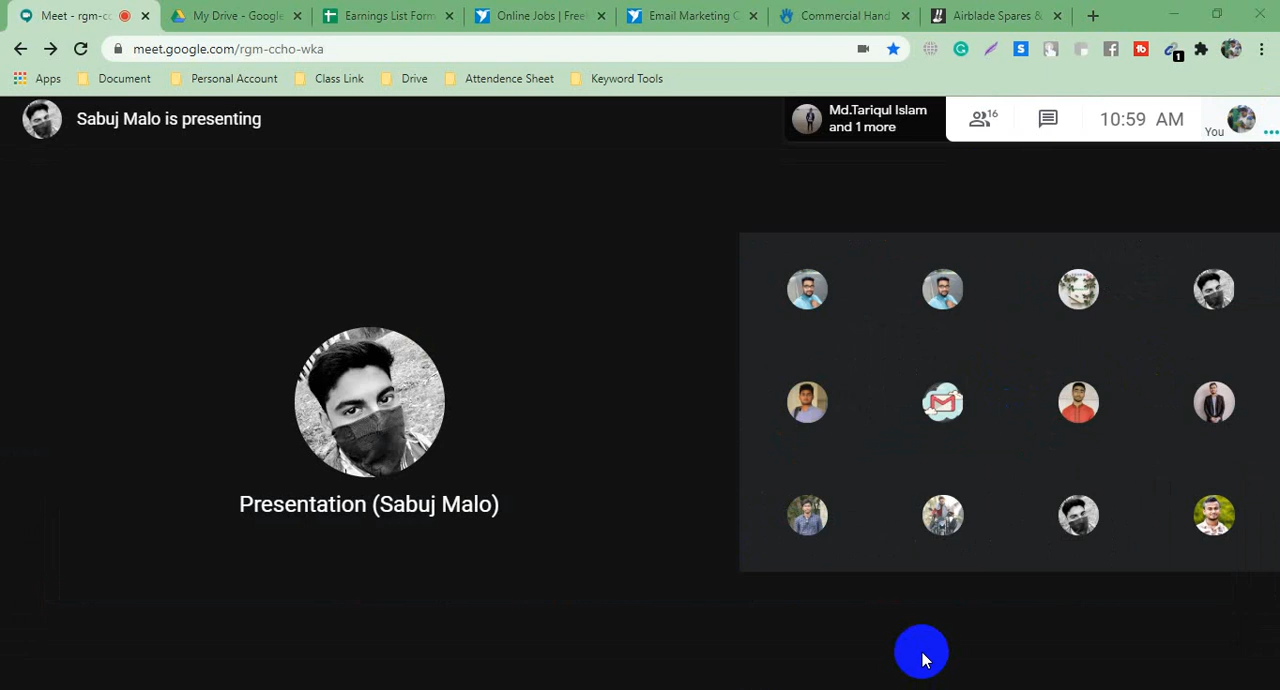 Meet - rgm-cc
My Drive - Google
Earnings List Form
Online Jobs | Free
Email Marketing C
Commercial Hand
Airblade Spares &
meet.google.com/rgm-ccho-wka
1
Apps
Document
Personal Account
Class Link
Drive
Attendence Sheet
Keyword Tools
Sabuj Malo is presenting
Md.Tariqul Islam
and 1 more
16
10:59 AM
You
Presentation (Sabuj Malo)